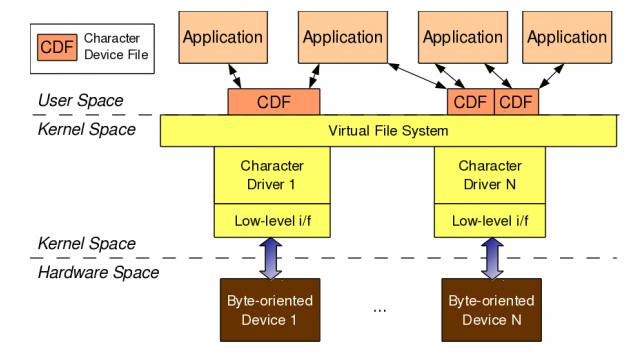 CDF
Character
Device File
Application
Application
Application
Application
User Space
CDF
CDF
CDF
Kernel Space
Virtual File System
Character
Driver 1
Character
Driver N
Low-level i/f
Low-level i/f
Kernel Space
Hardware Space
Byte-oriented
Device 1
...
Byte-oriented
Device N